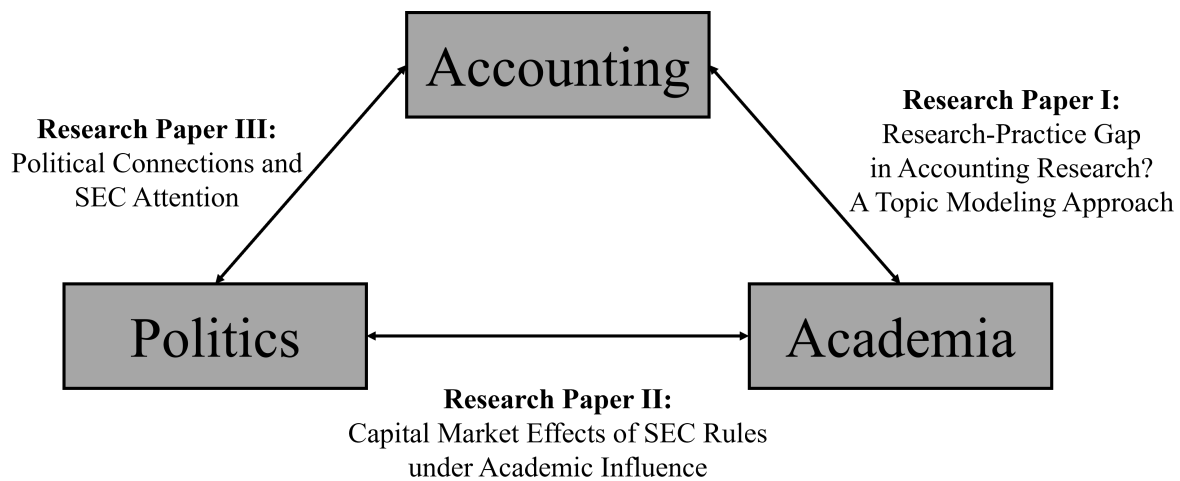 Accounting
Research Paper III:
Political Connections and
SEC Attention
Research Paper I:
Research-Practice Gap
in Accounting Research?
A Topic Modeling Approach
Politics
Academia
Research Paper II:
Capital Market Effects of SEC Rules
under Academic Influence